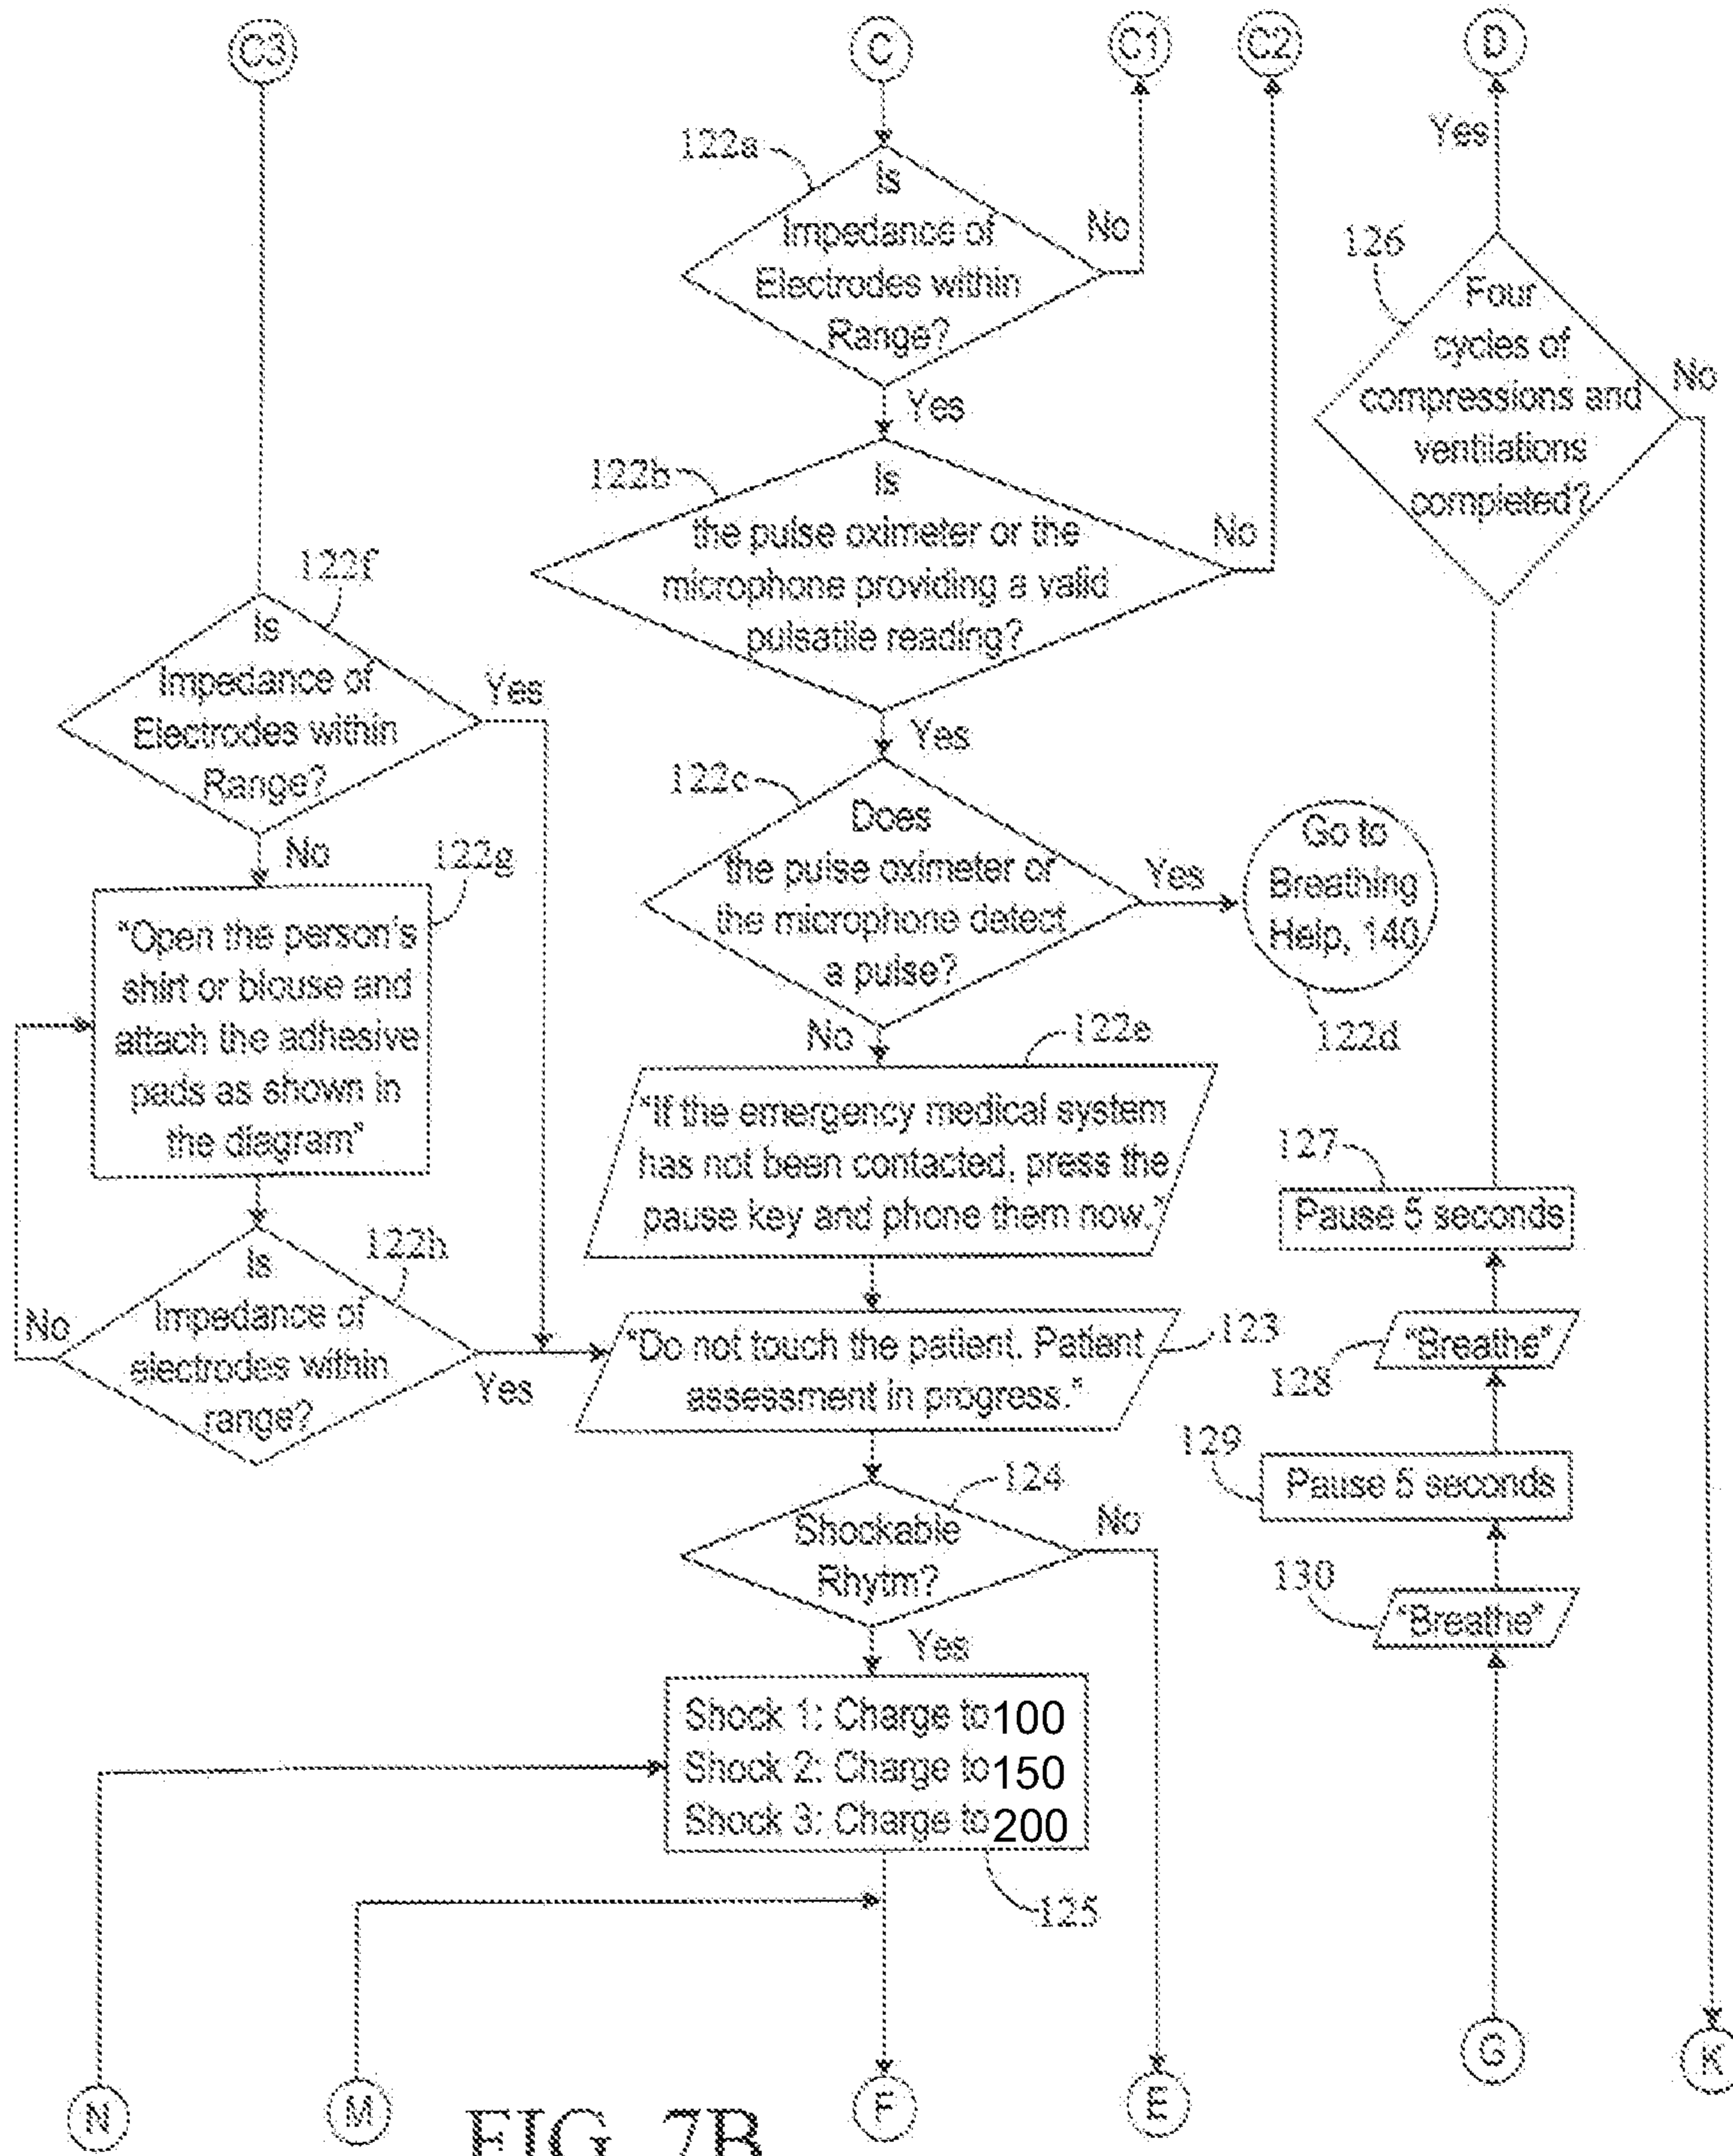 C3
C
C1
C2
D
122a
Is
Impedance of
Electrodes within
Range?
No
Yes
122b
Is
the pulse oximeter or the
microphone providing a valid
pulsatile reading?
No
Yes
122c
Does
the pulse oximeter or
the microphone detect
a pulse?
Yes
Go to
Breathing
Help, 140
122d
No
122e
"If the emergency medical system
has not been contacted, press the
pause key and phone them now."
122f
Is
Impedance of
Electrodes within
Range?
Yes
No
122g
"Open the person's
shirt or blouse and
attach the adhesive
pads as shown in
the diagram"
122h
Is
Impedance of
electrodes within
range?
No
Yes
"Do not touch the patient. Patient
assessment in progress."
123
124
Shockable
Rhytm?
No
Yes
Shock 1: Charge to 100
Shock 2: Charge to 150
Shock 3: Charge to 200
125
Yes
126
Four
cycles of
compressions and
ventilations
completed?
No
127
Pause 5 seconds
"Breathe"
128
129
Pause 5 seconds
130
"Breathe"
N
M
F
E
G
K
FIG. 7B